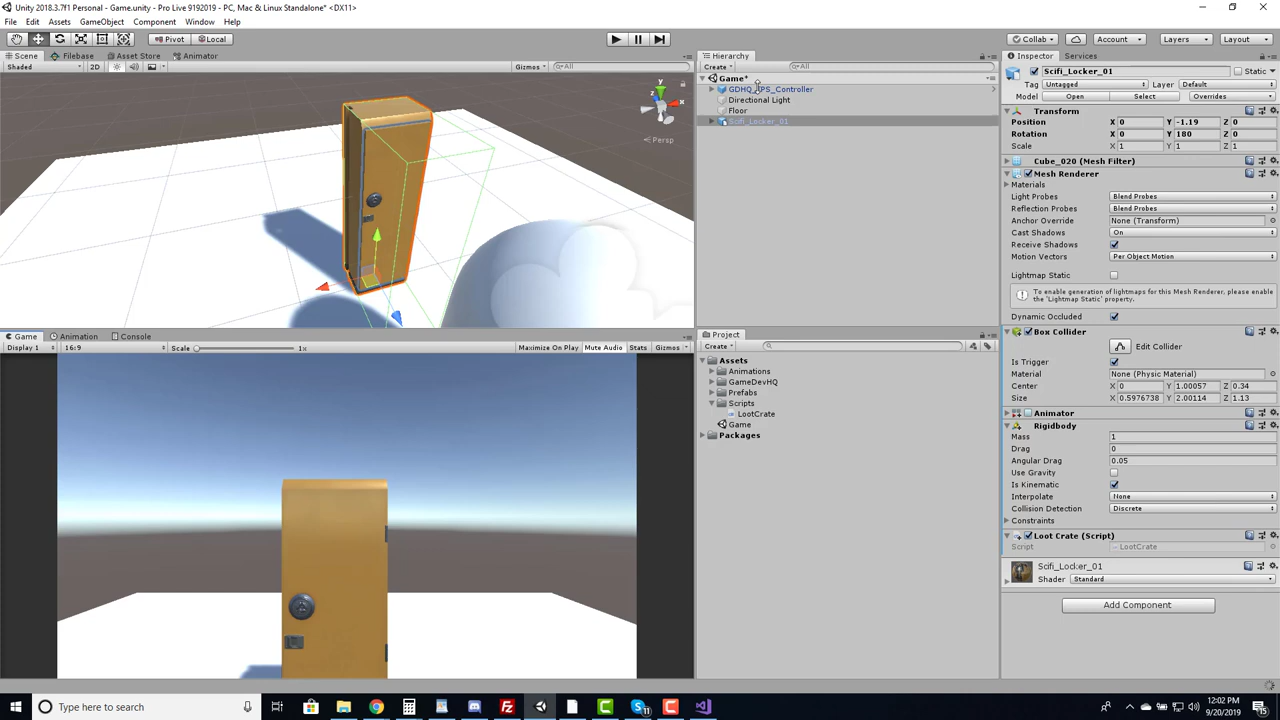 Unity 2018.3.7f1 Personal - Game.unity - Pro Live 9192019 - PC, Mac & Linux Standalone* <DX11>
File Edit Assets GameObject Component Window Help
Pivot Local Collab Account Layers Layout
Scene Filebase Asset Store Animator
Shaded 2D Gizmos All
y
x
z
Persp
Game Animation Console
Display 1 16:9 Scale 1x Maximize On Play Mute Audio Stats Gizmos
Hierarchy
Create All
Game*
GDHQ_FPS_Controller
Directional Light
Floor
Scifi_Locker_01
Project
Create
Assets
Animations
GameDevHQ
Prefabs
Scripts
LootCrate
Game
Packages
Inspector Services
Scifi_Locker_01 Static
Tag Untagged Layer Default
Model Open Select Overrides
Transform
Position X 0 Y -1.19 Z 0
Rotation X 0 Y 180 Z 0
Scale X 1 Y 1 Z 1
Cube_020 (Mesh Filter)
Mesh Renderer
Materials
Light Probes Blend Probes
Reflection Probes Blend Probes
Anchor Override None (Transform)
Cast Shadows On
Receive Shadows
Motion Vectors Per Object Motion
Lightmap Static
To enable generation of lightmaps for this Mesh Renderer, please enable
the 'Lightmap Static' property.
Dynamic Occluded
Box Collider
Edit Collider
Is Trigger
Material None (Physic Material)
Center X 0 Y 1.00057 Z 0.34
Size X 0.5976738 Y 2.00114 Z 1.13
Animator
Rigidbody
Mass 1
Drag 0
Angular Drag 0.05
Use Gravity
Is Kinematic
Interpolate None
Collision Detection Discrete
Constraints
Loot Crate (Script)
Script LootCrate
Scifi_Locker_01
Shader Standard
Add Component
Type here to search
12:02 PM
9/20/2019